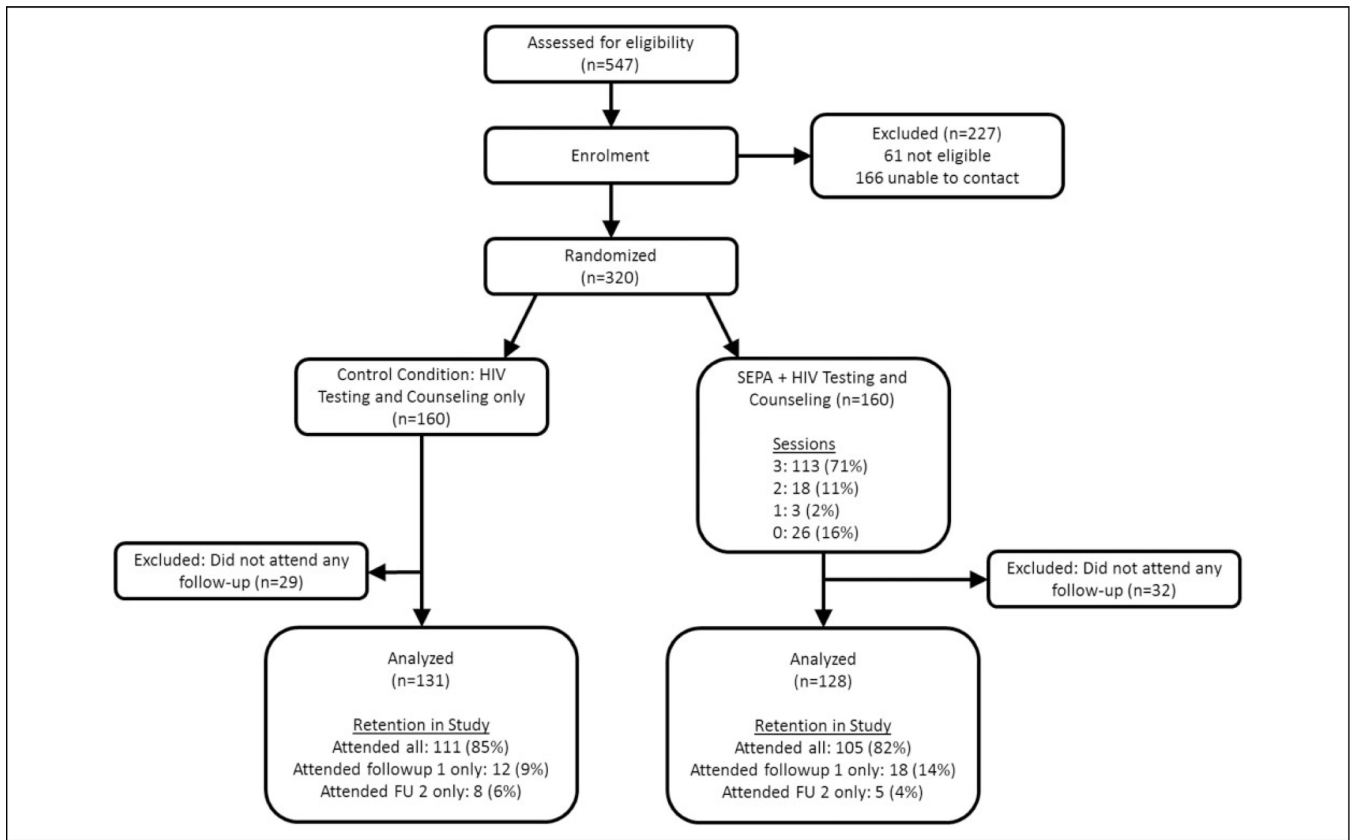 Assessed for eligibility
(n=547)
Enrolment
Excluded (n=227)
61 not eligible
166 unable to contact
Randomized
(n=320)
Control Condition: HIV
Testing and Counseling only
(n=160)
SEPA + HIV Testing and
Counseling (n=160)
Sessions
3: 113 (71%)
2: 18 (11%)
1: 3 (2%)
0: 26 (16%)
Excluded: Did not attend any
follow-up (n=29)
Excluded: Did not attend any
follow-up (n=32)
Analyzed
(n=131)
Retention in Study
Attended all: 111 (85%)
Attended followup 1 only: 12 (9%)
Attended FU 2 only: 8 (6%)
Analyzed
(n=128)
Retention in Study
Attended all: 105 (82%)
Attended followup 1 only: 18 (14%)
Attended FU 2 only: 5 (4%)